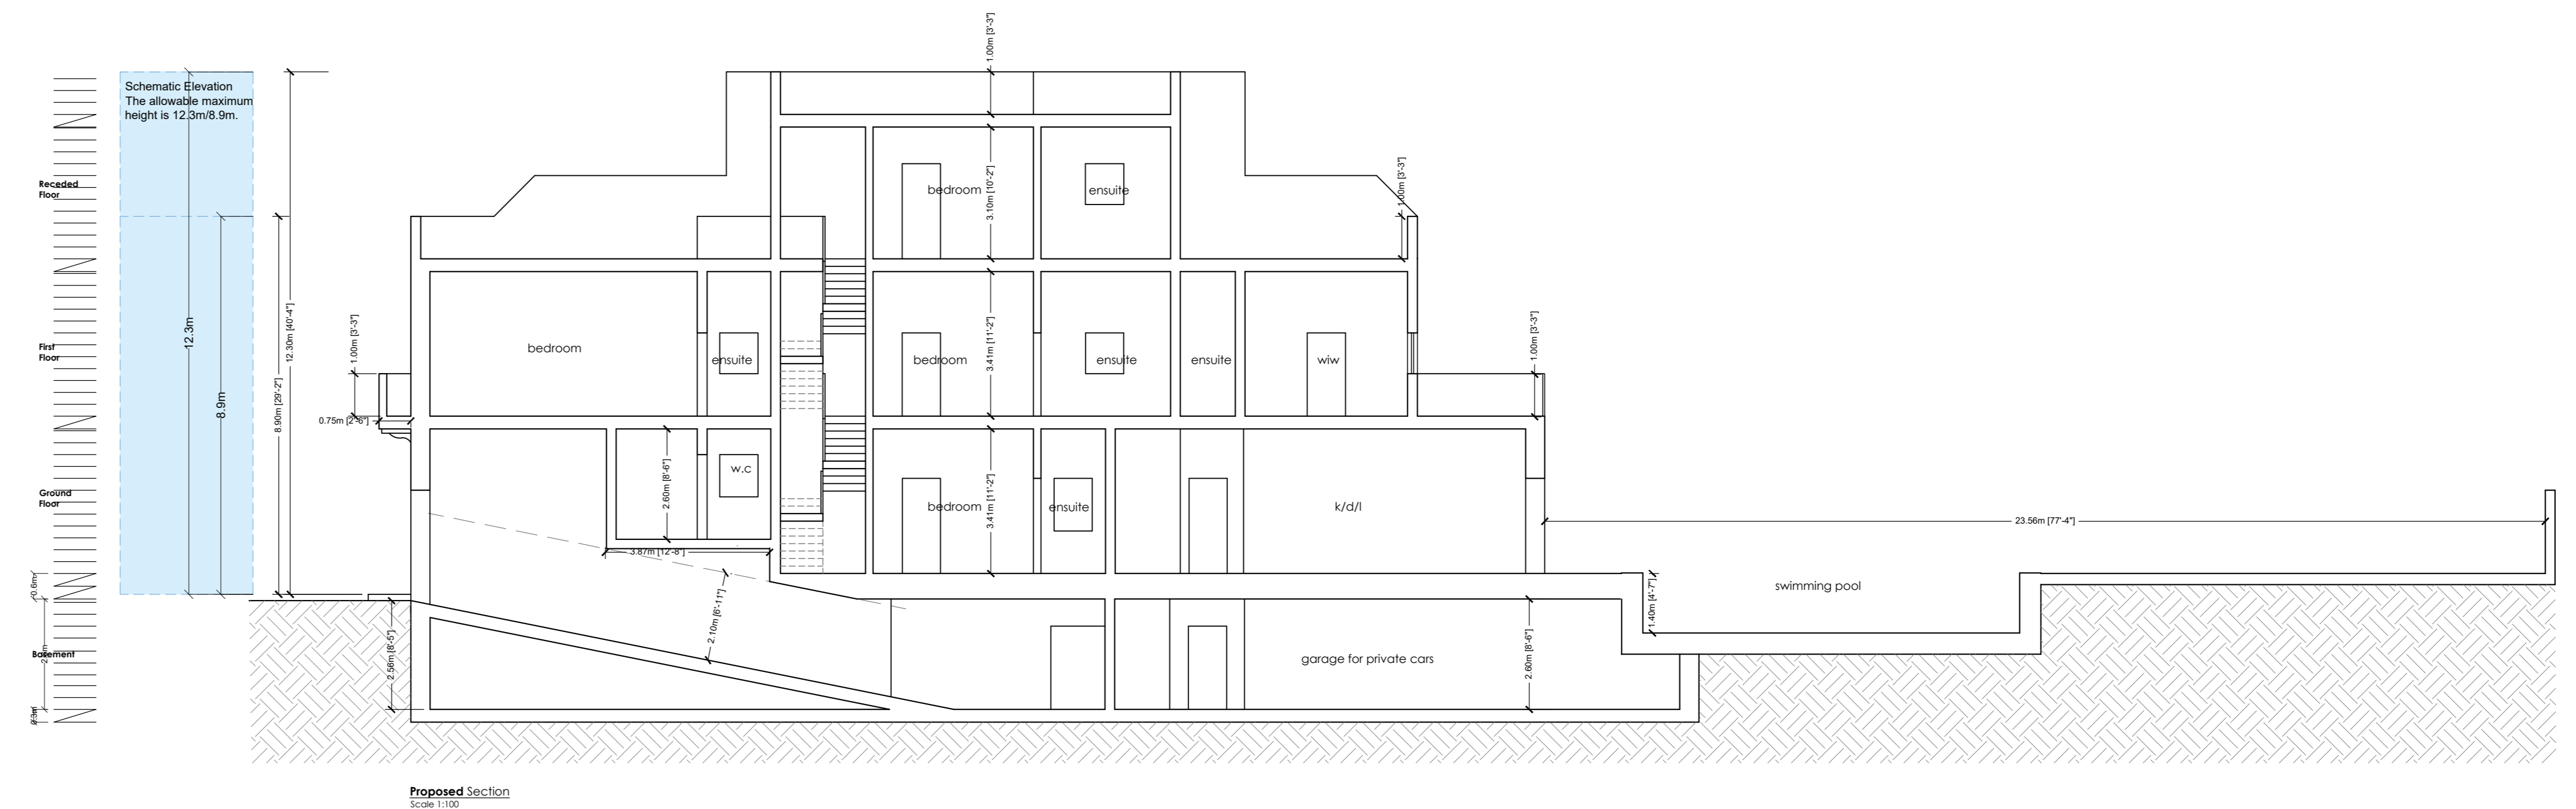 1.00m [3'-3"]
Schematic Elevation
The allowable maximum
height is 12.3m/8.9m.
Receded
Floor
bedroom
3.10m [10'-2"]
ensuite
1.00m [3'-3"]
12.3m
12.30m [40'-4"]
8.9m
8.90m [29'-2"]
First
Floor
1.00m [3'-3"]
0.75m [2'-6"]
bedroom
ensuite
bedroom
3.41m [11'-2"]
ensuite
ensuite
wiw
1.00m [3'-3"]
Ground
Floor
2.60m [8'-6"]
w.c
bedroom
3.41m [11'-2"]
ensuite
k/d/l
23.56m [77'-4"]
3.87m [12'-8"]
0.6m
2.10m [6'-11"]
1.40m [4'-7"]
swimming pool
Basement
2.56m [8'-5"]
garage for private cars
2.60m [8'-6"]
0.3m
Proposed Section
Scale 1:100